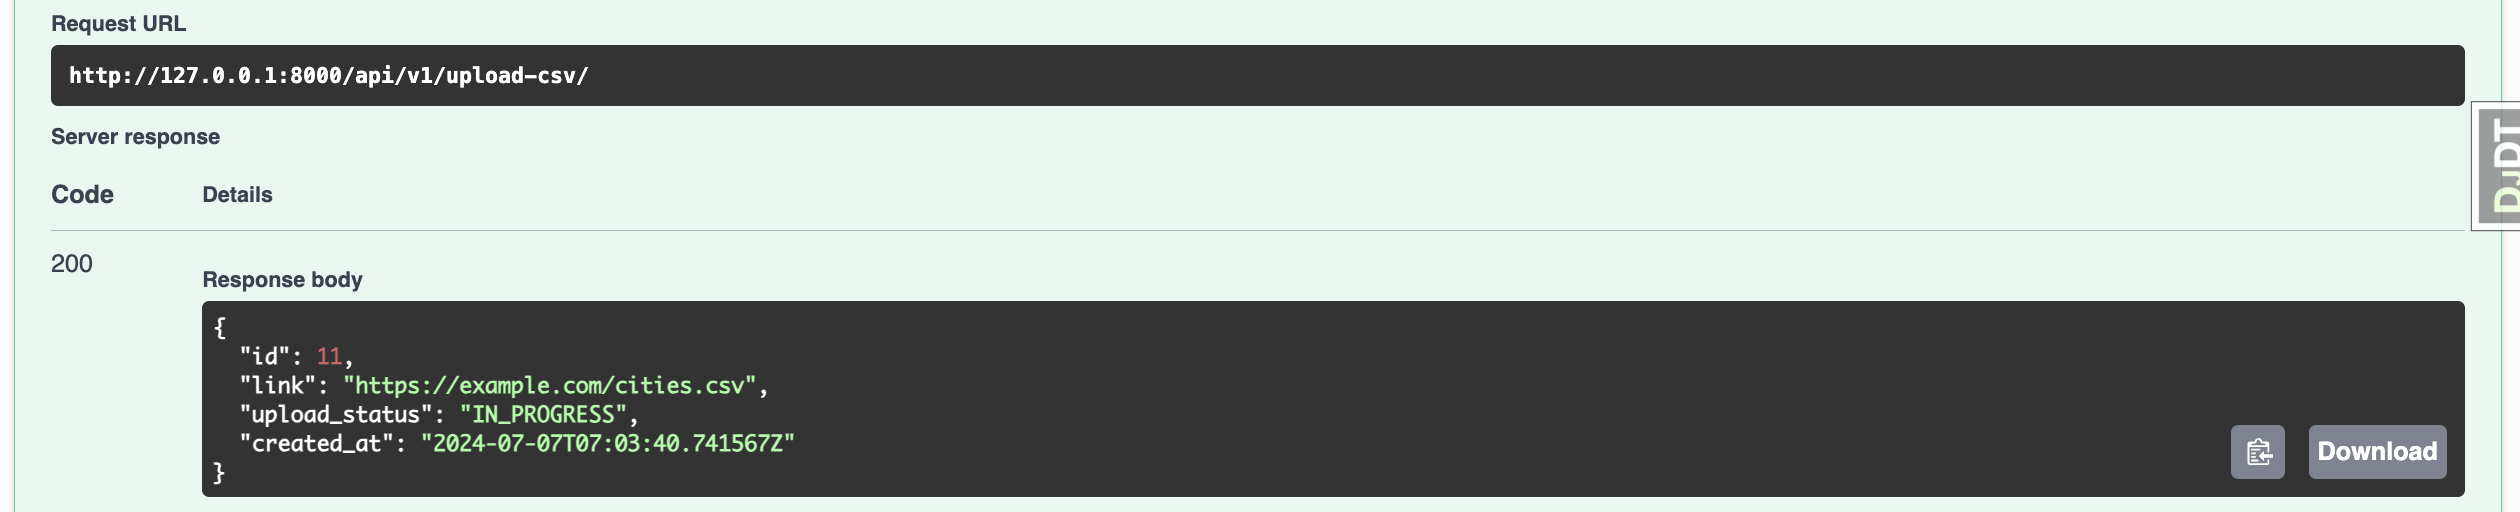 Request URL
http://127.0.0.1:8000/api/v1/upload-csv/
Server response
Code Details
200
Response body
{
"id": 11,
"link": "https://example.com/cities.csv",
"upload_status": "IN_PROGRESS",
"created_at": "2024-07-07T07:03:40.741567Z"
}
Download
DJDT